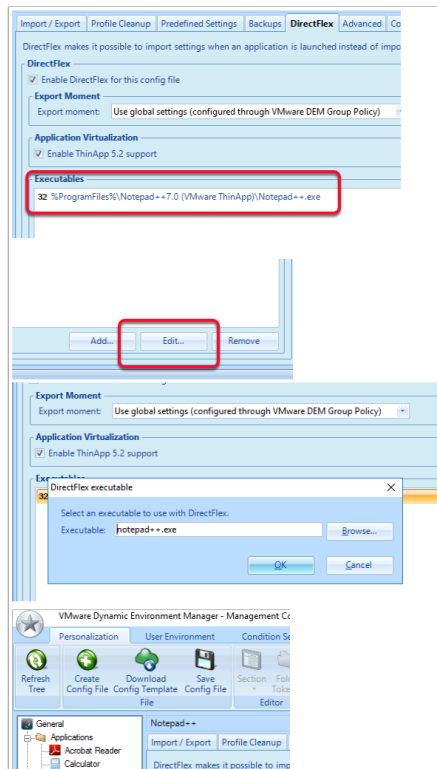 Import / Export Profile Cleanup Predefined Settings Backups DirectFlex Advanced Co
DirectFlex makes it possible to import settings when an application is launched instead of impo
DirectFlex
Enable DirectFlex for this config file
Export Moment
Export moment: Use global settings (configured through VMware DEM Group Policy)
Application Virtualization
Enable ThinApp 5.2 support
Executables
32 %ProgramFiles%\Notepad++7.0 (VMware ThinApp)\Notepad++.exe
Add... Edit... Remove
Export Moment
Export moment: Use global settings (configured through VMware DEM Group Policy)
Application Virtualization
Enable ThinApp 5.2 support
Executables
32
DirectFlex executable
Select an executable to use with DirectFlex.
Executable: notepad++.exe Browse...
OK Cancel
VMware Dynamic Environment Manager - Management Co
Personalization User Environment Condition Se
Refresh Tree
Create Config File
Download Config Template
Save Config File
Section
Fol
Toke
File Editor
General
Applications
Acrobat Reader
Calculator
Notepad++
Import / Export Profile Cleanup
DirectFlex makes it possible to imp